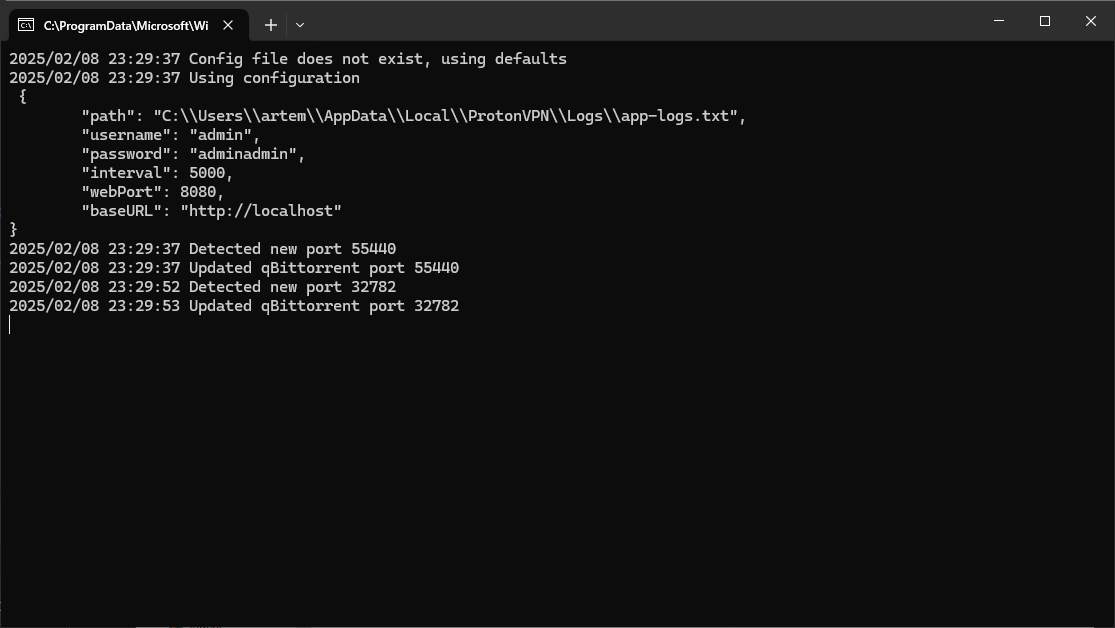 C:\ProgramData\Microsoft\Wi
2025/02/08 23:29:37 Config file does not exist, using defaults
2025/02/08 23:29:37 Using configuration
 {
        "path": "C:\\Users\\artem\\AppData\\Local\\ProtonVPN\\Logs\\app-logs.txt",
        "username": "admin",
        "password": "adminadmin",
        "interval": 5000,
        "webPort": 8080,
        "baseURL": "http://localhost"
}
2025/02/08 23:29:37 Detected new port 55440
2025/02/08 23:29:37 Updated qBittorrent port 55440
2025/02/08 23:29:52 Detected new port 32782
2025/02/08 23:29:53 Updated qBittorrent port 32782